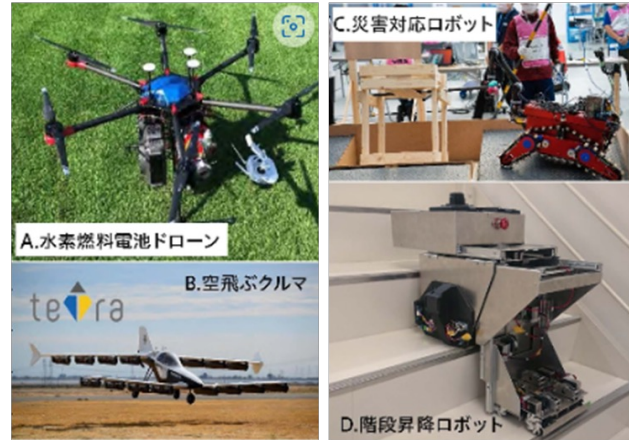 A.水素燃料電池ドローン
teTra
B.空飛ぶクルマ
C.災害対応ロボット
D.階段昇降ロボット